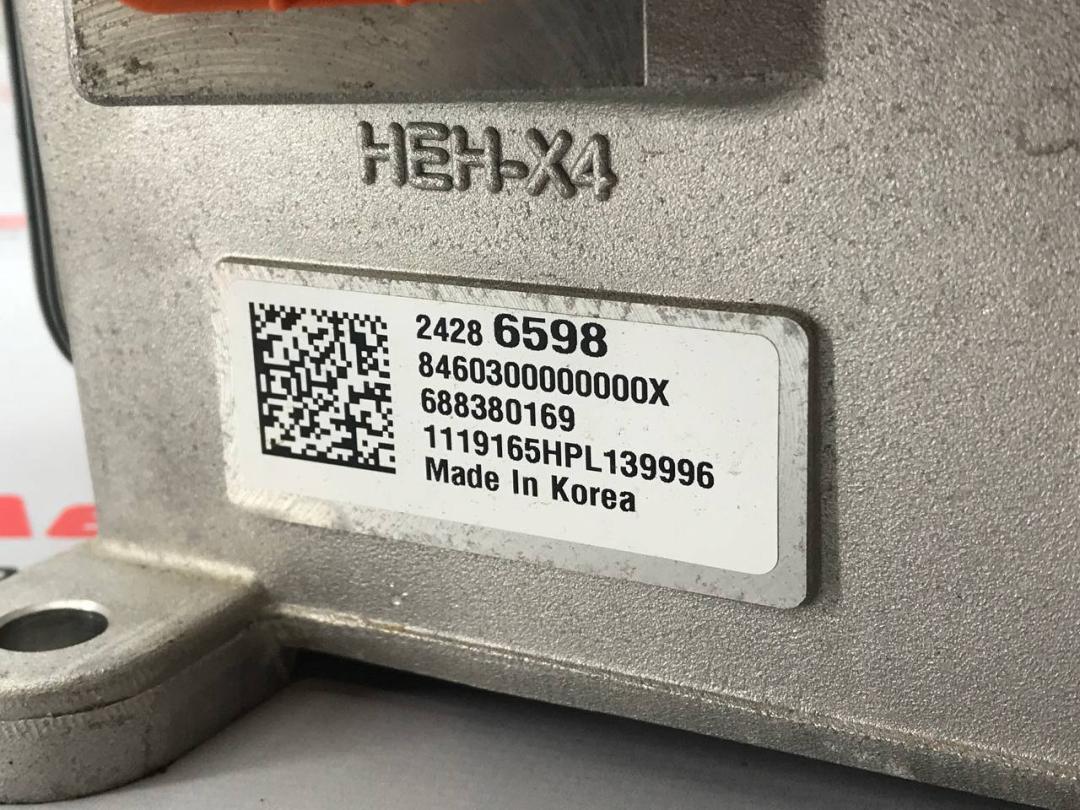 HEH-X4
2428 6598
8460300000000X
688380169
1119165HPL139996
Made In Korea